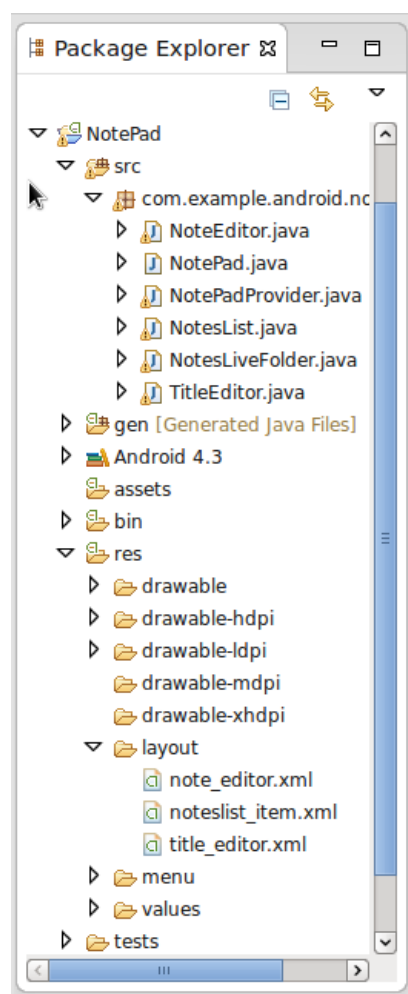 Package Explorer
NotePad
src
com.example.android.nc
NoteEditor.java
NotePad.java
NotePadProvider.java
NotesList.java
NotesLiveFolder.java
TitleEditor.java
gen [Generated Java Files]
Android 4.3
assets
bin
res
drawable
drawable-hdpi
drawable-ldpi
drawable-mdpi
drawable-xhdpi
layout
note_editor.xml
noteslist_item.xml
title_editor.xml
menu
values
tests